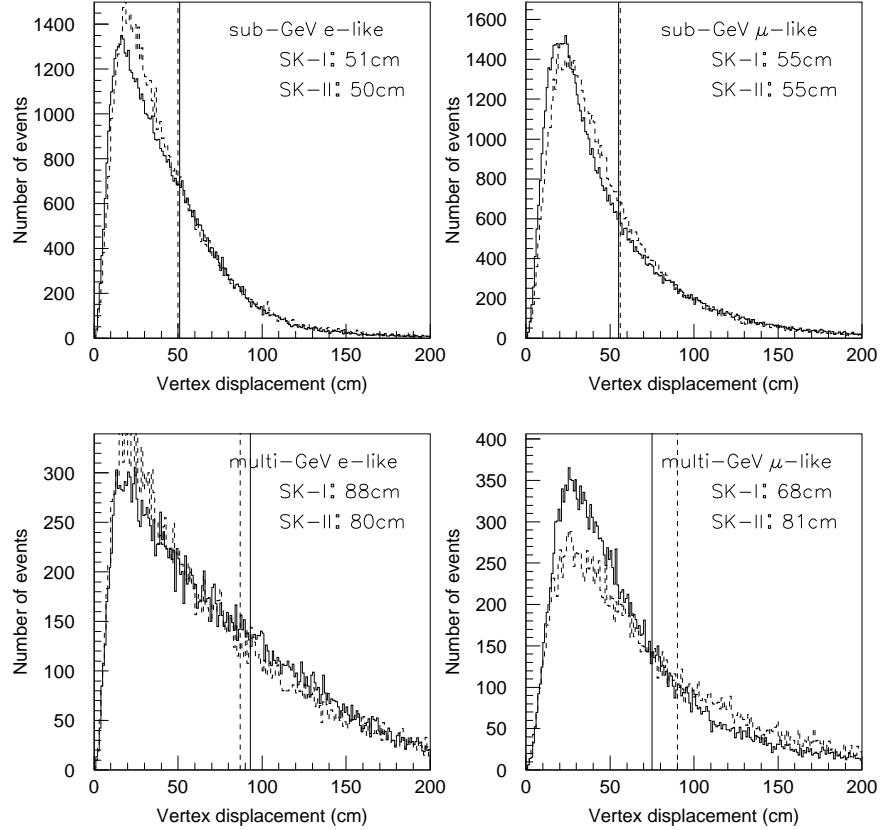 sub-GeV e-like
SK-I: 51cm
SK-II: 50cm
Number of events
1400
1200
1000
800
600
400
200
0
0 50 100 150 200
Vertex displacement (cm)
sub-GeV μ-like
SK-I: 55cm
SK-II: 55cm
Number of events
1600
1400
1200
1000
800
600
400
200
0
0 50 100 150 200
Vertex displacement (cm)
multi-GeV e-like
SK-I: 88cm
SK-II: 80cm
Number of events
300
250
200
150
100
50
0
0 50 100 150 200
Vertex displacement (cm)
multi-GeV μ-like
SK-I: 68cm
SK-II: 81cm
Number of events
400
350
300
250
200
150
100
50
0
0 50 100 150 200
Vertex displacement (cm)